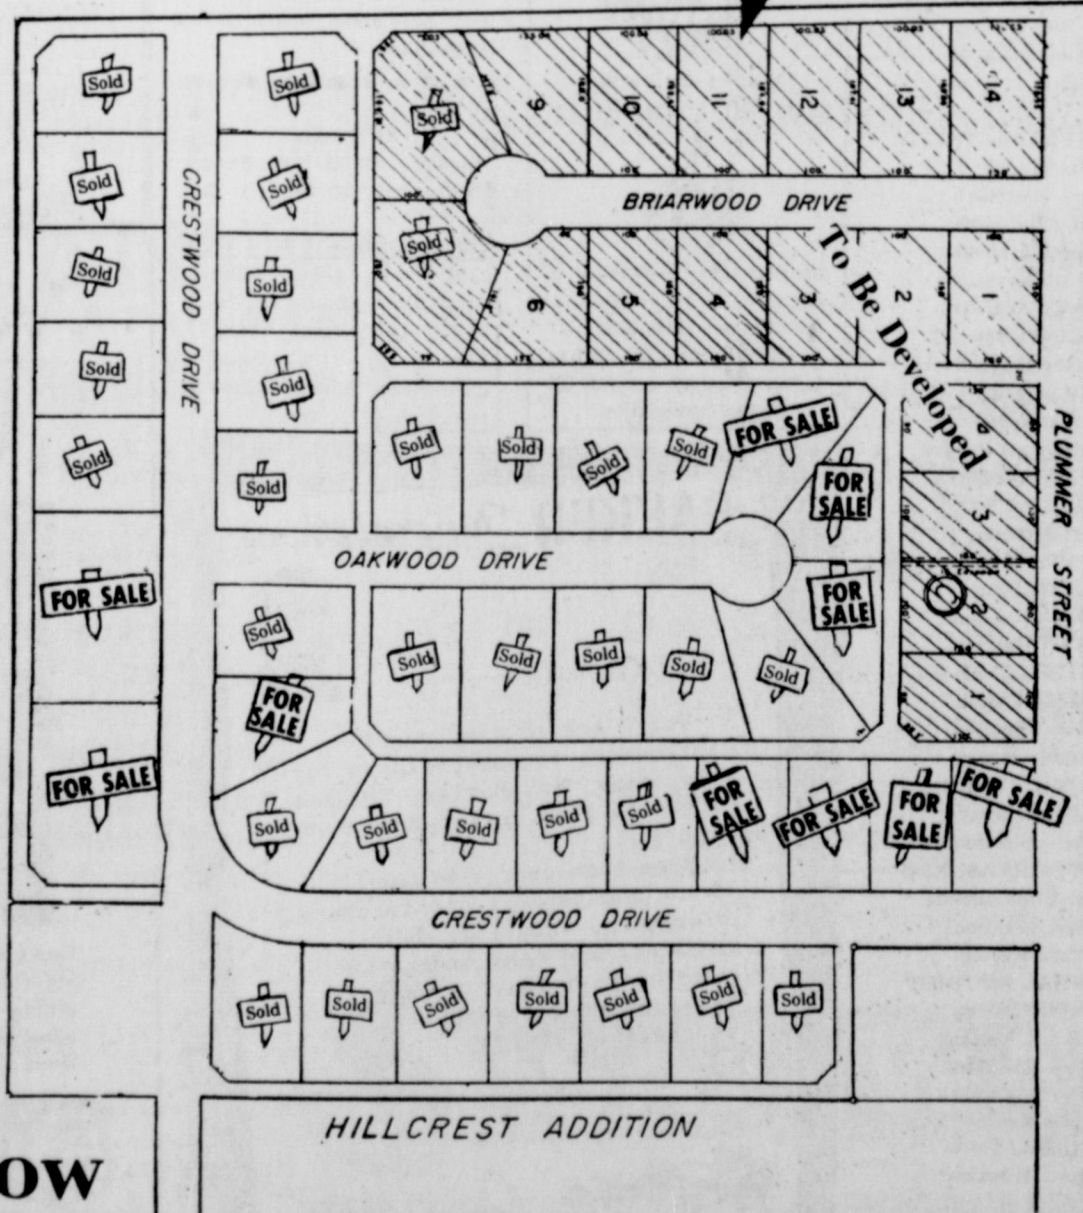 Sold
Sold
Sold
9
10
11
12
13
14
Sold
Sold
CRESTWOOD DRIVE
BRIARWOOD DRIVE
Sold
Sold
Sold
To Be Developed
6
5
4
3
2
1
Sold
Sold
Sold
Sold
Sold
Sold
Sold
FOR SALE
PLUMMER STREET
Sold
FOR
SALE
3
OAKWOOD DRIVE
FOR SALE
FOR
SALE
C
2
Sold
Sold
Sold
Sold
Sold
Sold
1
FOR
SALE
FOR SALE
Sold
Sold
Sold
Sold
Sold
FOR
SALE
FOR SALE
FOR
SALE
FOR SALE
CRESTWOOD DRIVE
Sold
Sold
Sold
Sold
Sold
Sold
Sold
HILLCREST ADDITION
OW